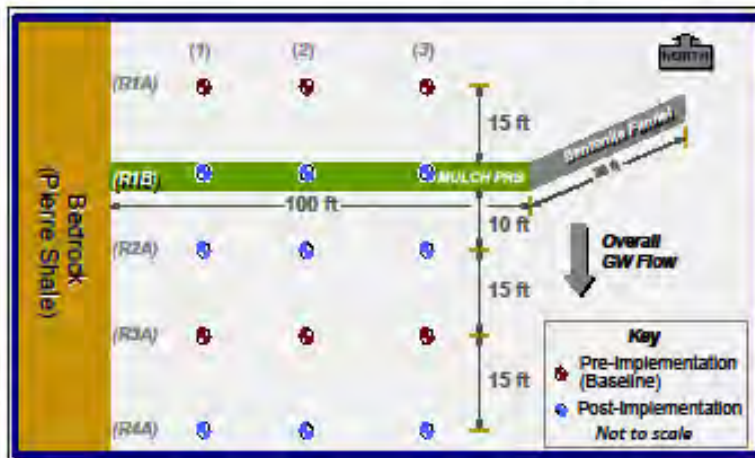 (1) (2) (3)
NORTH
(R1A)
15 ft
Bentonite Funnel
(R1B)
MULCH PRB
100 ft
10 ft
Bedrock
(Pierre Shale)
(R2A)
Overall
GW Flow
15 ft
(R3A)
15 ft
(R4A)
Key
Pre-Implementation
(Baseline)
Post-Implementation
Not to scale